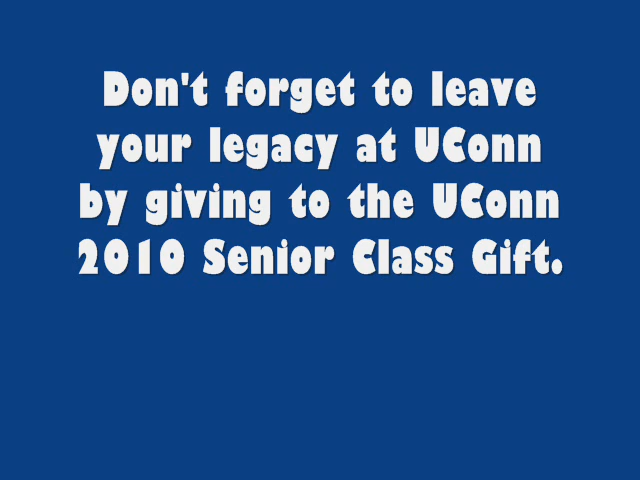 Don't forget to leave
your legacy at UConn
by giving to the UConn
2010 Senior Class Gift.